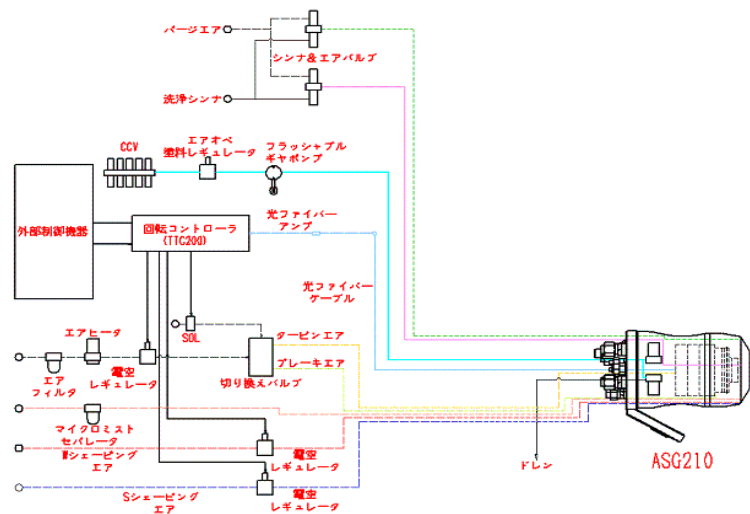 パージエア
シンナ&エアバルブ
洗浄シンナ
CCV
エアオペ
塗料レギュレータ
フラッシャブル
ギヤポンプ
外部制御機器
回転コントローラ
(TTC200)
光ファイバー
アンプ
光ファイバー
ケーブル
SOL
エアヒータ
タービンエア
ブレーキエア
エア
フィルタ
電空
レギュレータ
切り換えバルブ
マイクロミスト
セパレータ
Wシェーピング
エア
電空
レギュレータ
Sシェーピング
エア
電空
レギュレータ
ドレン
ASG210